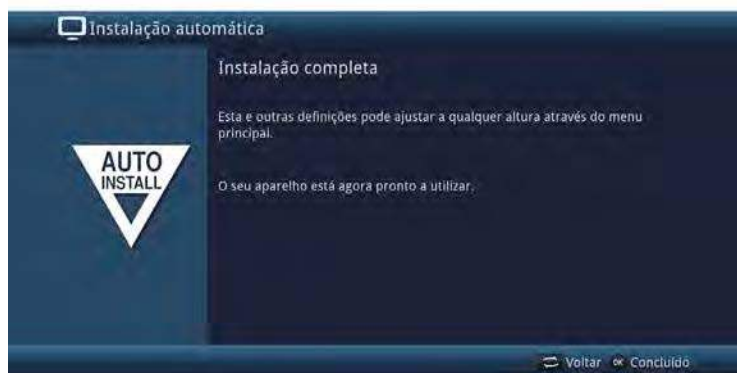 Instalação automática
Instalação completa
Esta e outras definições pode ajustar a qualquer altura através do menu
principal.
AUTO
INSTALL
O seu aparelho está agora pronto a utilizar.
Voltar OK Concluído